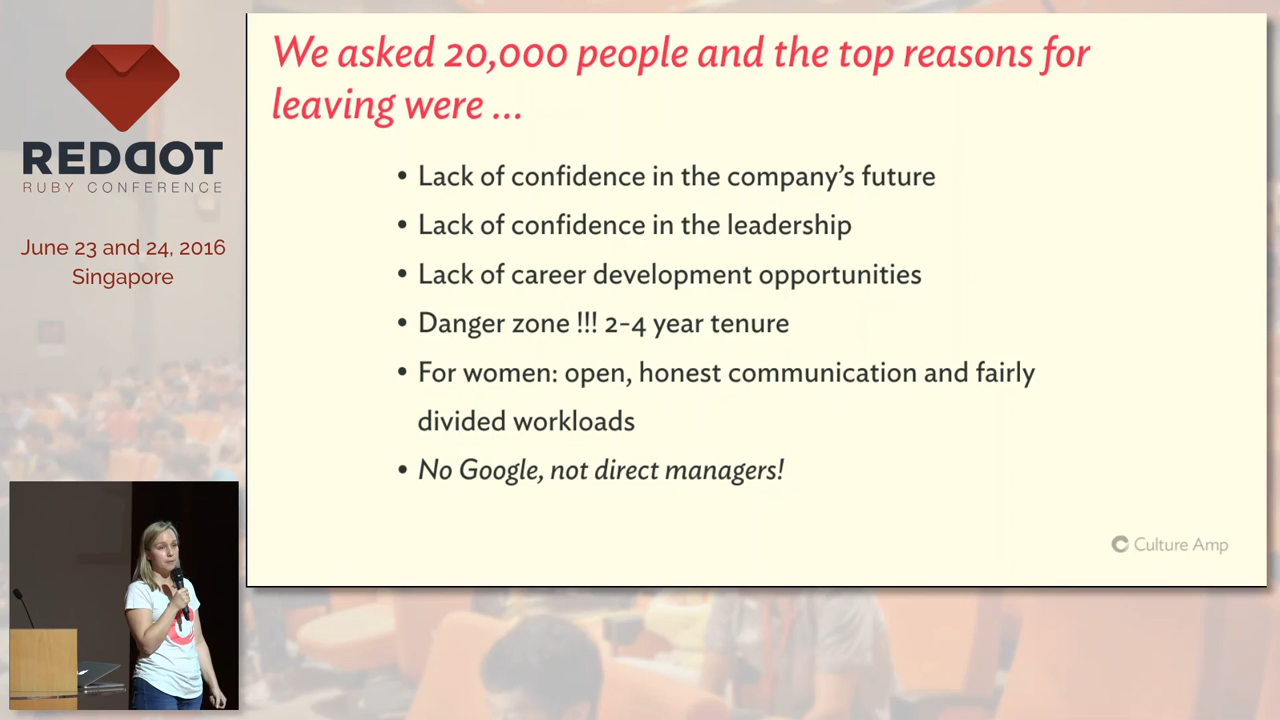 REDDOT
RUBY CONFERENCE
June 23 and 24, 2016
Singapore
We asked 20,000 people and the top reasons for
leaving were ...
• Lack of confidence in the company’s future
• Lack of confidence in the leadership
• Lack of career development opportunities
• Danger zone !!! 2-4 year tenure
• For women: open, honest communication and fairly
divided workloads
• No Google, not direct managers!
Culture Amp